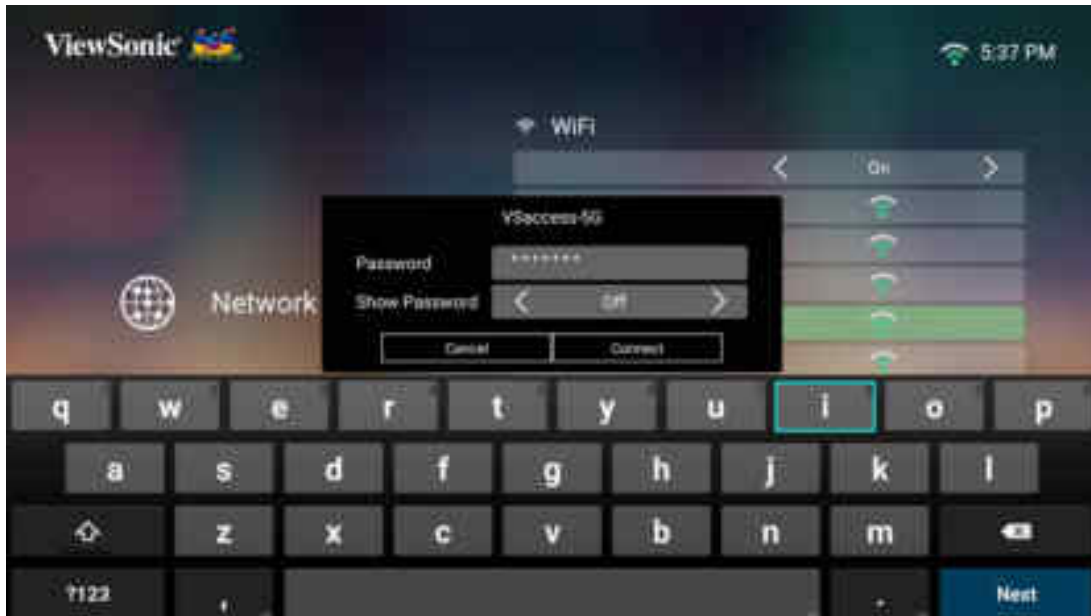 ViewSonic
5:37 PM
WiFi
On
VSaccess-5G
Password
*******
Network
Show Password
Off
Cancel
Connect
q w e r t y u i o p
a s d f g h j k l
z x c v b n m
?123 , . Next